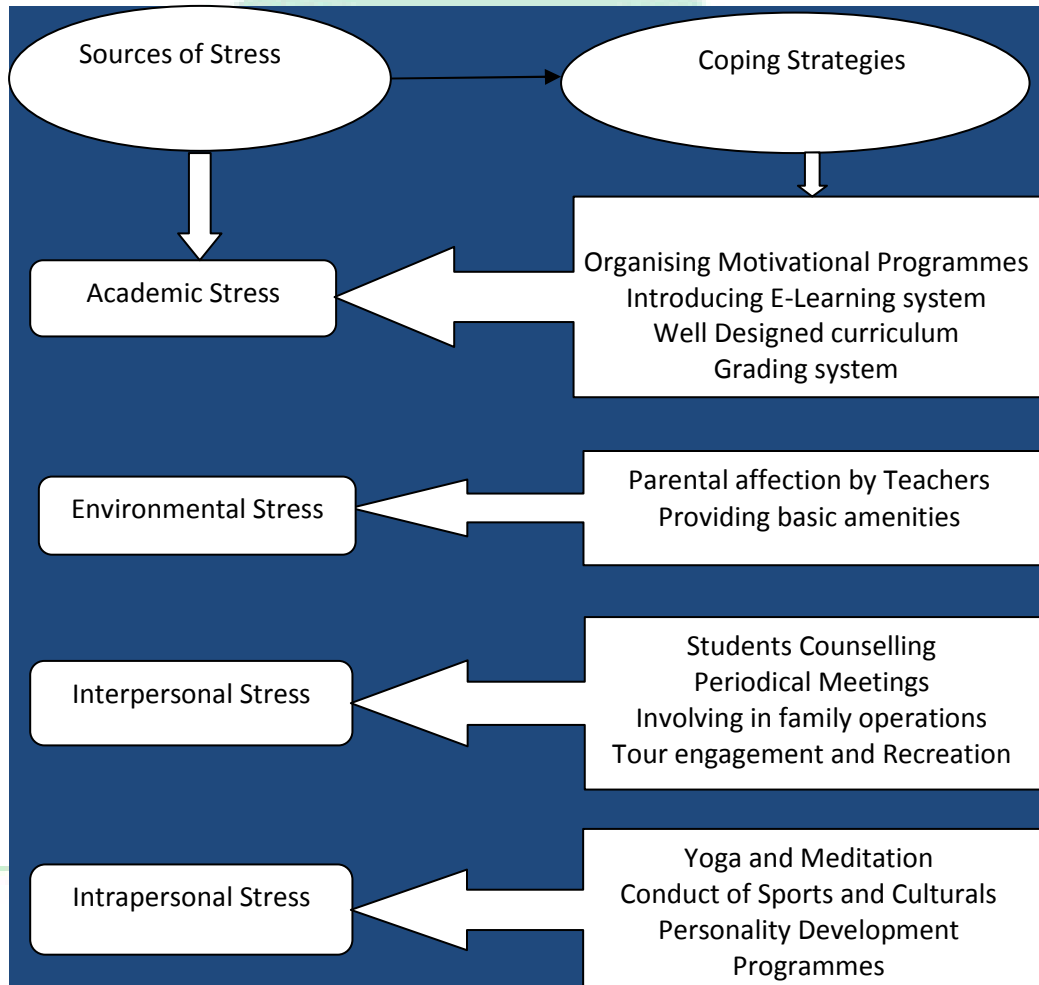 Sources of Stress
Coping Strategies
Academic Stress
Organising Motivational Programmes
Introducing E-Learning system
Well Designed curriculum
Grading system
Environmental Stress
Parental affection by Teachers
Providing basic amenities
Interpersonal Stress
Students Counselling
Periodical Meetings
Involving in family operations
Tour engagement and Recreation
Intrapersonal Stress
Yoga and Meditation
Conduct of Sports and Culturals
Personality Development
Programmes